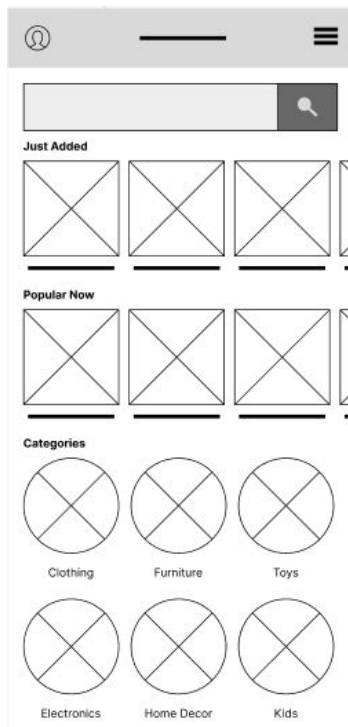 Just Added
Popular Now
Categories
Clothing Furniture Toys
Electronics Home Decor Kids